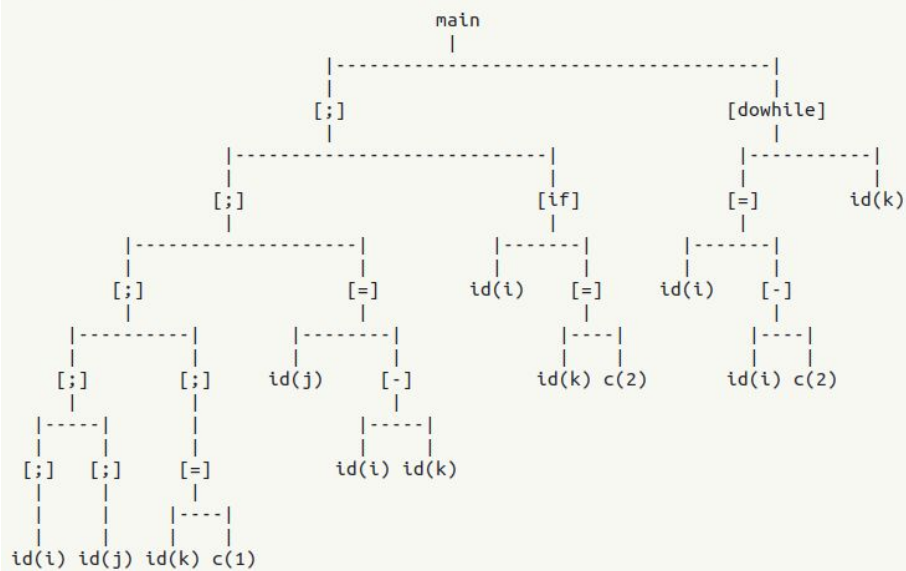 main
[;] [dowhile]
[;] [if] [=] id(k)
[;] [=] id(i) [=] id(i) [-]
[;] [;] id(j) [-] id(k) c(2) id(i) c(2)
[;] [;] [=] id(i) id(k)
id(i) id(j) id(k) c(1)